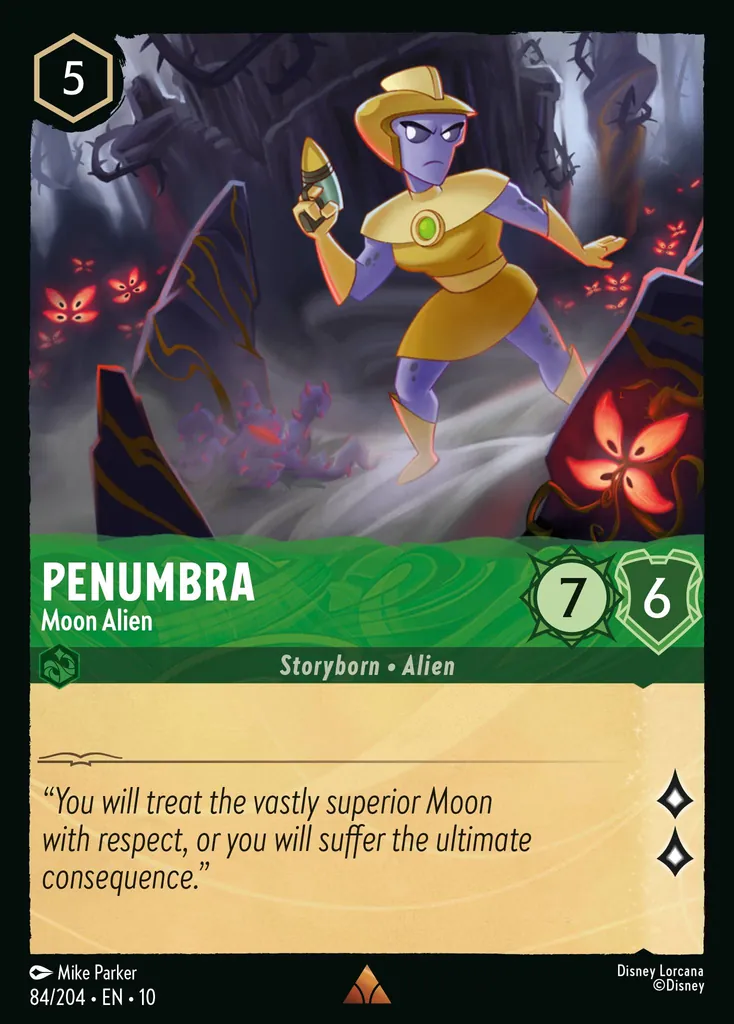 5
PENUMBRA
Moon Alien
7
6
Storyborn • Alien
“You will treat the vastly superior Moon
with respect, or you will suffer the ultimate
consequence.”
Mike Parker
Disney Lorcana
©Disney
84/204 • EN • 10